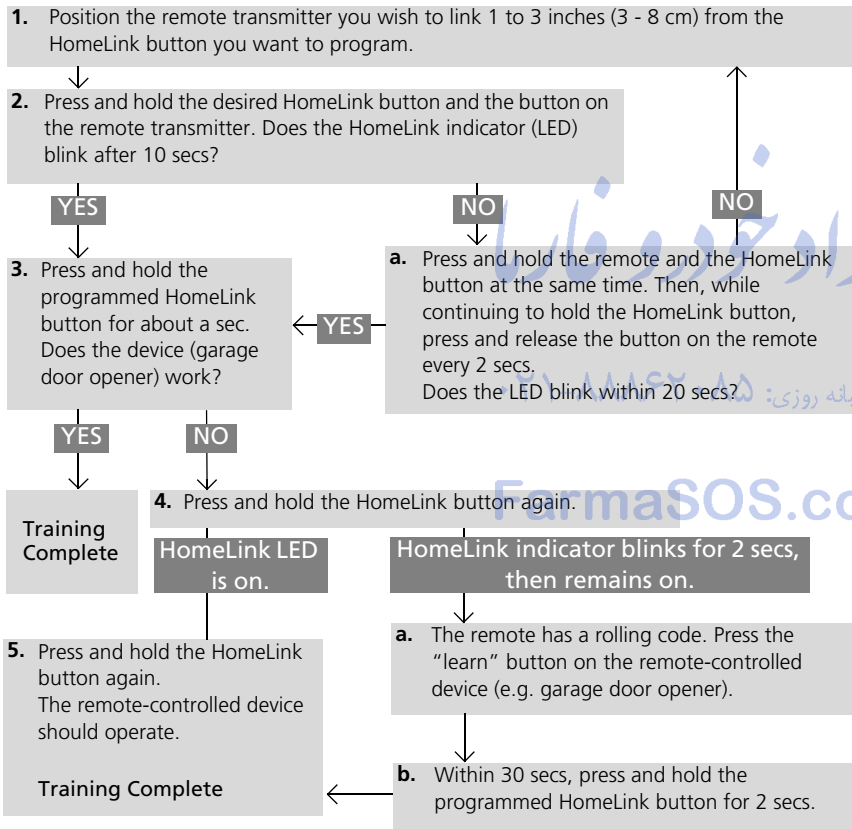 1. Position the remote transmitter you wish to link 1 to 3 inches (3 - 8 cm) from the
HomeLink button you want to program.
2. Press and hold the desired HomeLink button and the button on
the remote transmitter. Does the HomeLink indicator (LED)
blink after 10 secs?
YES
NO
NO
3. Press and hold the
programmed HomeLink
button for about a sec.
Does the device (garage
door opener) work?
YES
a. Press and hold the remote and the HomeLink
button at the same time. Then, while
continuing to hold the HomeLink button,
press and release the button on the remote
every 2 secs.
Does the LED blink within 20 secs?
YES
NO
Training
Complete
4. Press and hold the HomeLink button again.
HomeLink LED
is on.
HomeLink indicator blinks for 2 secs,
then remains on.
5. Press and hold the HomeLink
button again.
The remote-controlled device
should operate.
Training Complete
a. The remote has a rolling code. Press the
“learn” button on the remote-controlled
device (e.g. garage door opener).
b. Within 30 secs, press and hold the
programmed HomeLink button for 2 secs.
راد خودرو فارسا
روزی:
FarmaSOS.co